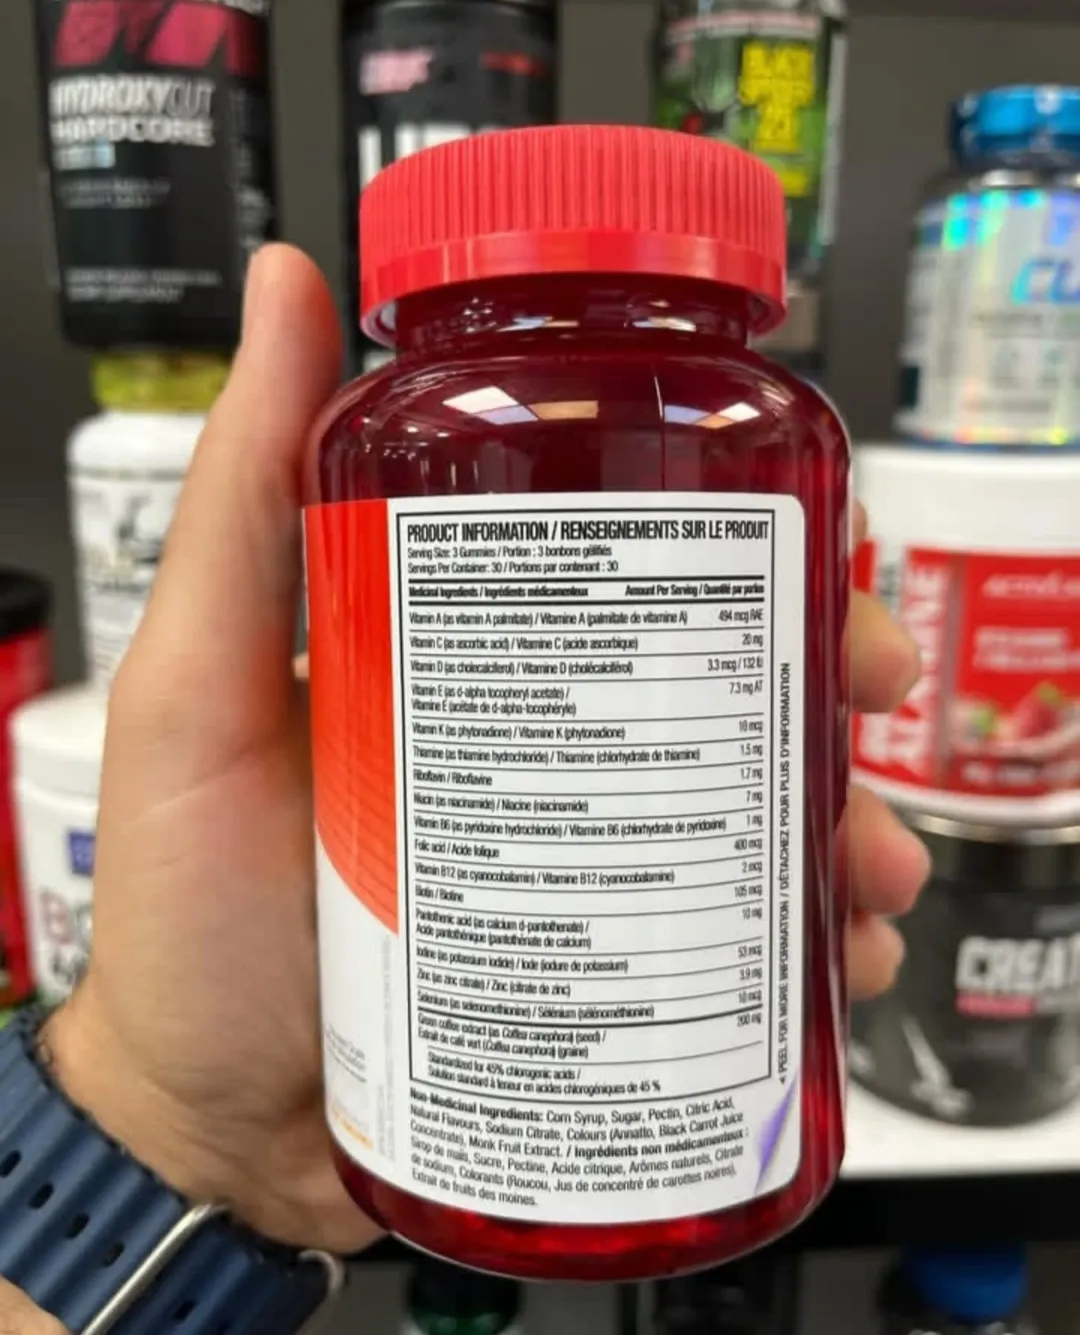 HYDROXYCUT
HARDCORE
BLACK
SPIDER
25
CREA
PRODUCT INFORMATION / RENSEIGNEMENTS SUR LE PRODUIT
Serving Size: 3 Gummies / Portion : 3 bonbons gélifiés
Servings Per Container: 30 / Portions par contenant : 30
Medicinal Ingredients / Ingrédients médicamenteux Amount Per Serving / Quantité par portion
Vitamin A (as vitamin A palmitate) / Vitamine A (palmitate de vitamine A) 494 mcg RAE
Vitamin C (as ascorbic acid) / Vitamine C (acide ascorbique) 20 mg
Vitamin D (as cholecalciferol) / Vitamine D (cholécalciférol) 3.3 mcg / 132 IU
Vitamin E (as d-alpha tocopheryl acetate) / 7.3 mg AT
Vitamine E (acétate de d-alpha-tocophéryle)
Vitamin K (as phytonadione) / Vitamine K (phytonadione) 10 mcg
Thiamine (as thiamine hydrochloride) / Thiamine (chlorhydrate de thiamine) 1.5 mg
Riboflavin / Riboflavine 1.7 mg
Niacin (as niacinamide) / Niacine (niacinamide) 7 mg
Vitamin B6 (as pyridoxine hydrochloride) / Vitamine B6 (chlorhydrate de pyridoxine) 1 mg
Folic acid / Acide folique 400 mcg
Vitamin B12 (as cyanocobalamin) / Vitamine B12 (cyanocobalamine) 2 mcg
Biotin / Biotine 105 mcg
Pantothenic acid (as calcium d-pantothenate) / 10 mg
Acide pantothénique (pantothénate de calcium)
Iodine (as potassium iodide) / Iode (iodure de potassium) 53 mcg
Zinc (as zinc citrate) / Zinc (citrate de zinc) 3.9 mg
Selenium (as selenomethionine) / Sélénium (sélénométhionine) 10 mcg
Green coffee extract (as Coffea canephora) (seed) / 200 mg
Extrait de café vert (Coffea canephora) (graine)
Standardized for 45% chlorogenic acids /
Solution standard à teneur en acides chlorogéniques de 45 %
Non-Medicinal Ingredients: Corn Syrup, Sugar, Pectin, Citric Acid,
Natural Flavours, Sodium Citrate, Colours (Annatto, Black Carrot Juice
Concentrate), Monk Fruit Extract. / Ingrédients non médicamenteux :
Sirop de maïs, Sucre, Pectine, Acide citrique, Arômes naturels, Citrate
de sodium, Colorants (Roucou, Jus de concentré de carottes noires),
Extrait de fruits des moines.
◄ PEEL FOR MORE INFORMATION / DÉTACHEZ POUR PLUS D'INFORMATION